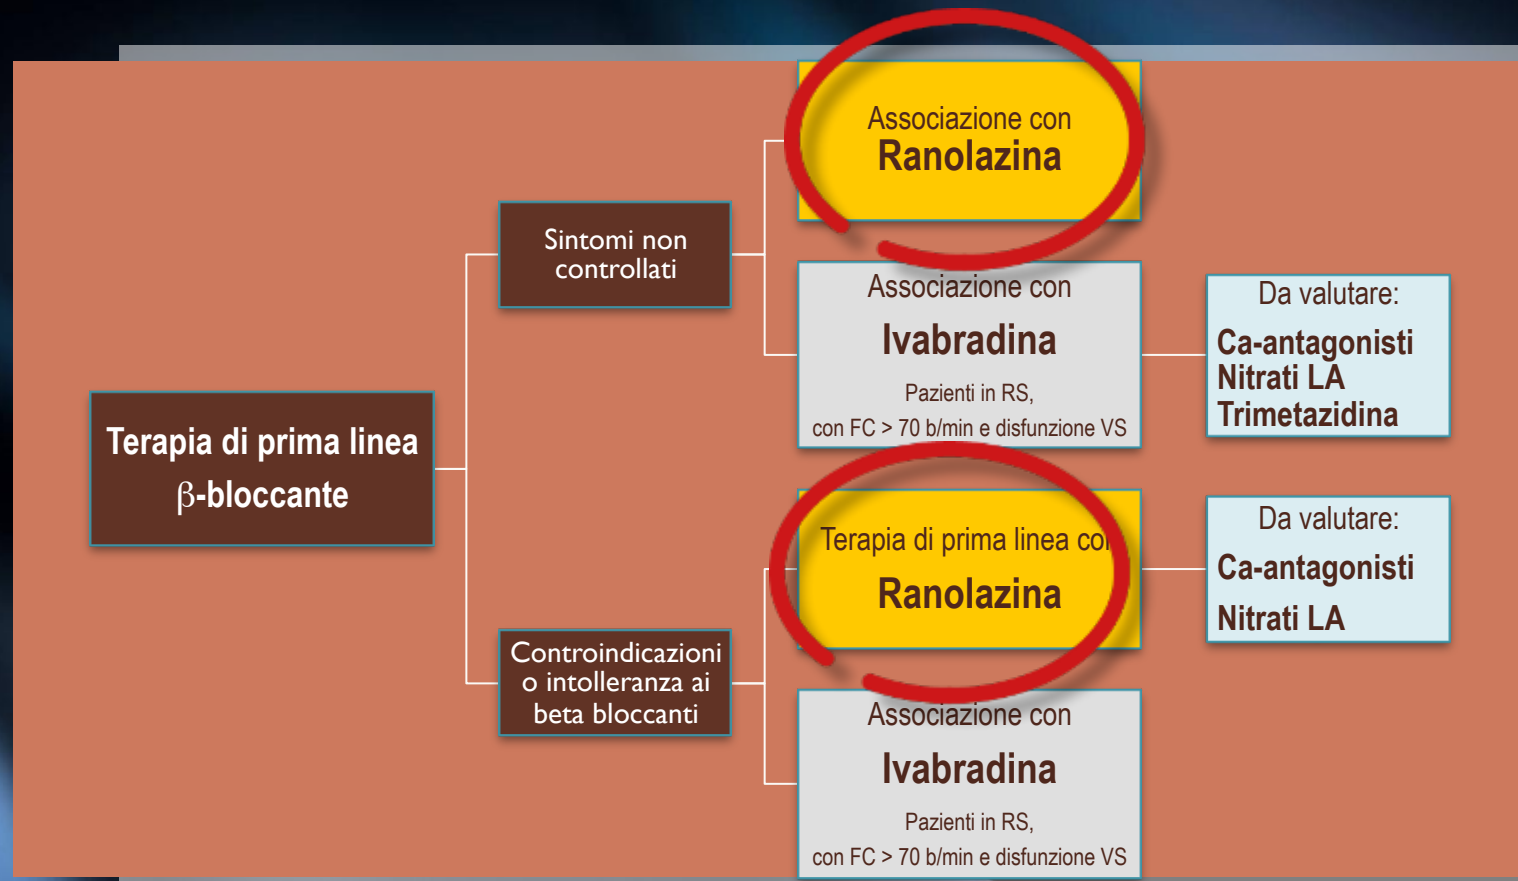 Terapia di prima linea
β-bloccante
Sintomi non
controllati
Associazione con
Ranolazina
Associazione con
Ivabradina
Pazienti in RS,
con FC > 70 b/min e disfunzione VS
Da valutare:
Ca-antagonisti
Nitrati LA
Trimetazidina
Controindicazioni
o intolleranza ai
beta bloccanti
Terapia di prima linea con
Ranolazina
Da valutare:
Ca-antagonisti
Nitrati LA
Associazione con
Ivabradina
Pazienti in RS,
con FC > 70 b/min e disfunzione VS